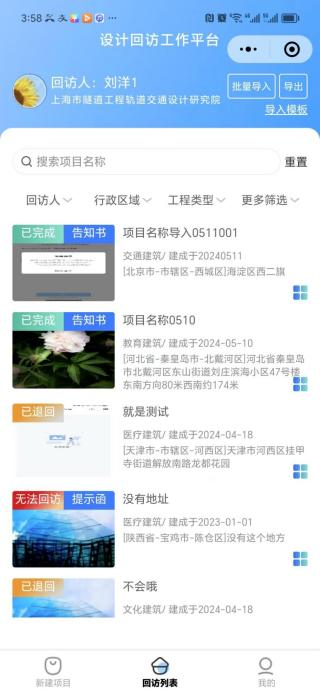 3:58
设计回访工作平台
回访人：刘洋1
上海市隧道工程轨道交通设计研究院
批量导入
导出
导入模板
搜索项目名称
重置
回访人
行政区域
工程类型
更多筛选
已完成
告知书
项目名称导入0511001
交通建筑/ 建成于20240511
[北京市-市辖区-西城区]海淀区西二旗
已完成
告知书
项目名称0510
教育建筑/ 建成于2024-05-10
[河北省-秦皇岛市-北戴河区]河北省秦皇岛
市北戴河区东山街道刘庄滨海小区47号楼
东南方向80米西南约174米
已退回
就是测试
医疗建筑/ 建成于2024-04-18
[天津市-市辖区-河西区]天津市河西区挂甲
寺街道解放南路龙都花园
无法回访
提示函
没有地址
医疗建筑/ 建成于2023-01-01
[陕西省-宝鸡市-陈仓区]没有这个地方
已退回
不会哦
文化建筑/ 建成于2024-04-18
新建项目
回访列表
我的